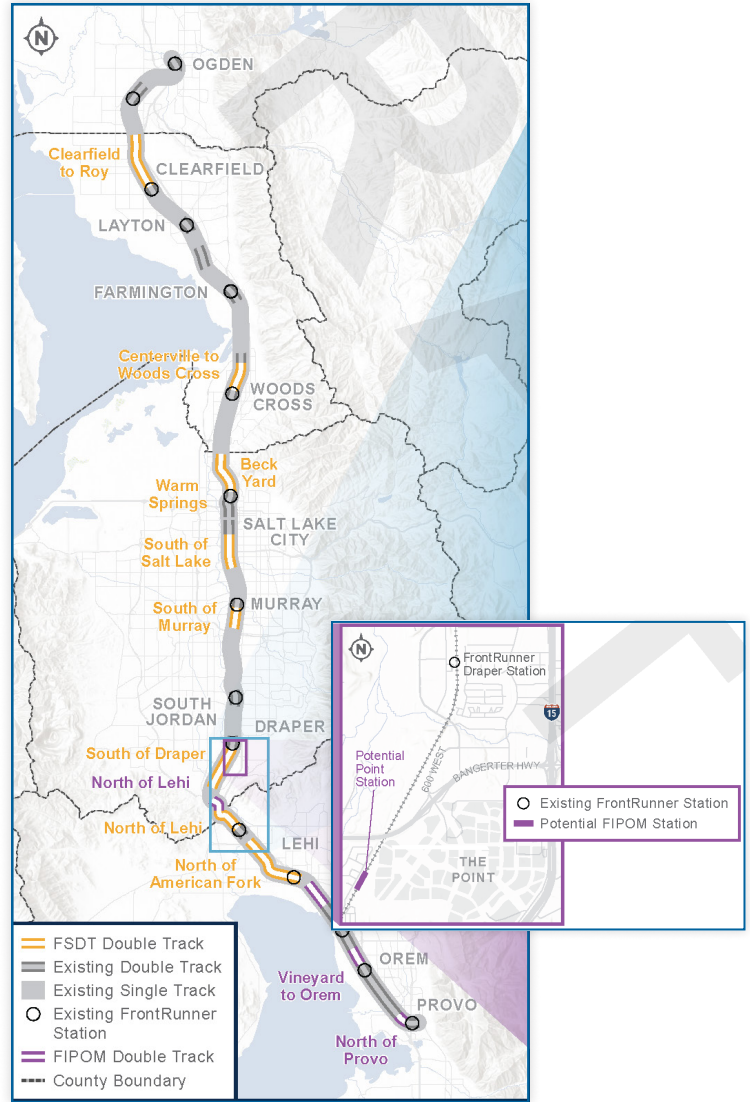 N
OGDEN
Clearfield
to Roy
CLEARFIELD
LAYTON
FARMINGTON
Centerville to
Woods Cross
WOODS
CROSS
Beck
Yard
Warm
Springs
SALT LAKE
CITY
South of
Salt Lake
MURRAY
South of
Murray
SOUTH
JORDAN
DRAPER
South of Draper
North of Lehi
North of Lehi
LEHI
North of
American Fork
OREM
Vineyard
to Orem
PROVO
North of
Provo
N
FrontRunner
Draper Station
15
Potential
Point
Station
600 WEST
BANGERTER HWY
THE
POINT
Existing FrontRunner Station
Potential FIPOM Station
FSDT Double Track
Existing Double Track
Existing Single Track
Existing FrontRunner
Station
FIPOM Double Track
County Boundary